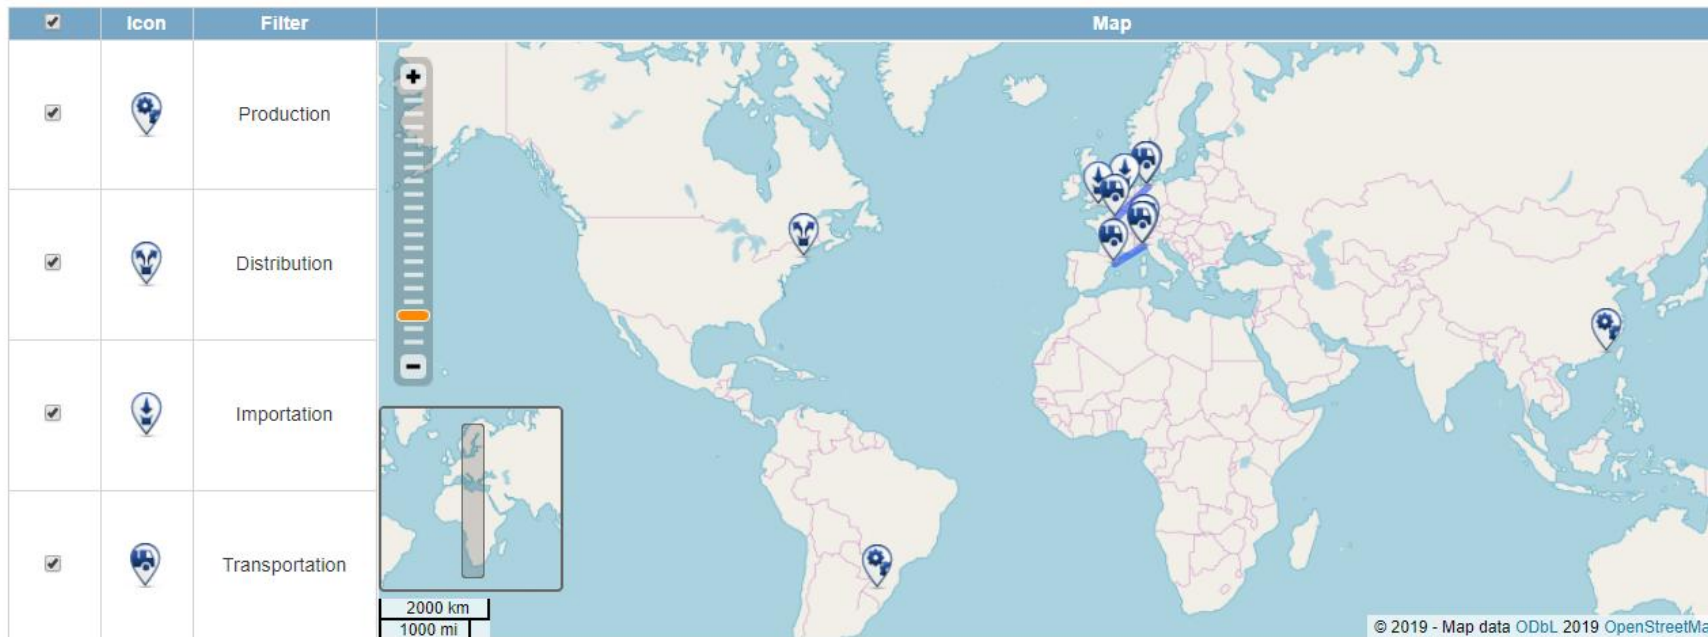 Icon Filter Map
Production
Distribution
Importation
Transportation
+
−
2000 km
1000 mi
© 2019 - Map data ODbL 2019 OpenStreetMa